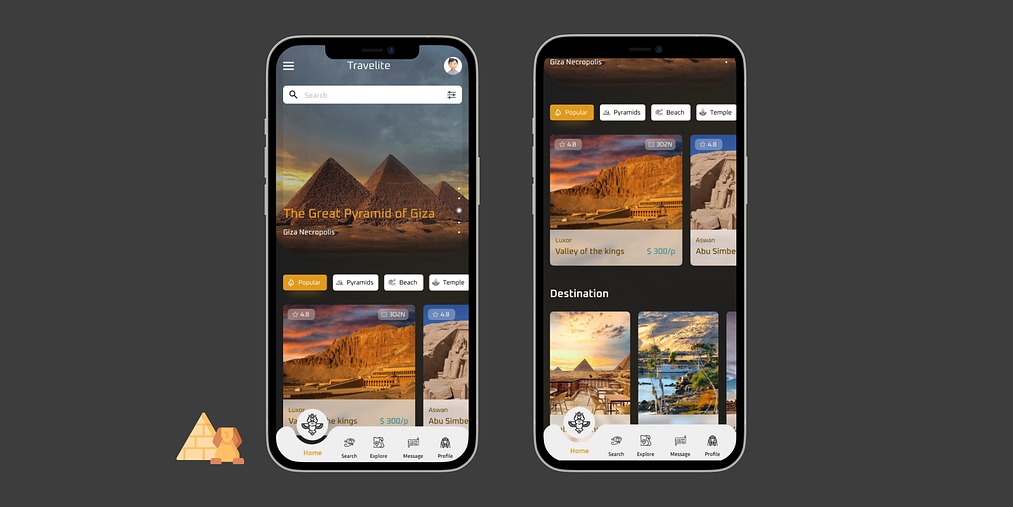 Travelite
Search
The Great Pyramid of Giza
Giza Necropolis
Popular
Pyramids
Beach
Temple
4.8
3D2N
4.8
Luxor
Aswan
kings
$ 300/p
Abu Simbe
Home
Search
Explore
Message
Profile
Giza Necropolis
Popular
Pyramids
Beach
Temple
4.8
3D2N
4.8
Luxor
Aswan
Valley of the kings
$ 300/p
Abu Simbe
Destination
Home
Search
Explore
Message
Profile